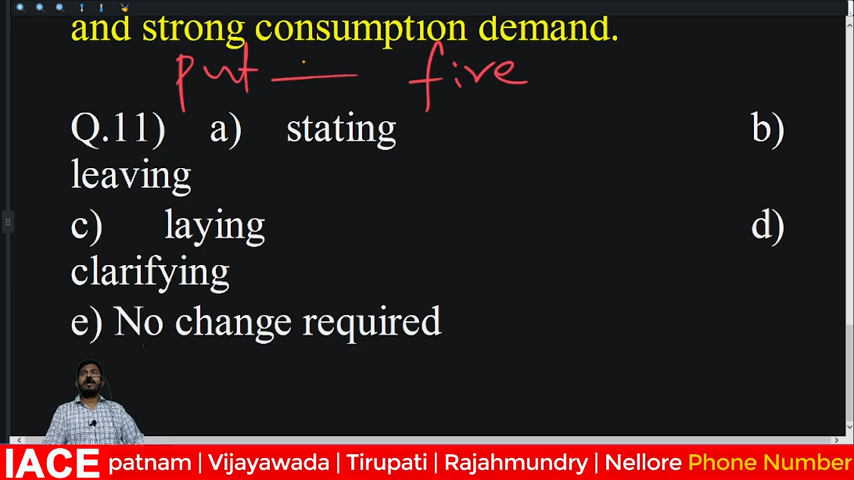 and strong consumption demand.
put five
Q.11) a) stating b)
leaving
c) laying d)
clarifying
e) No change required
IACE patnam | Vijayawada | Tirupati | Rajahmundry | Nellore Phone Number